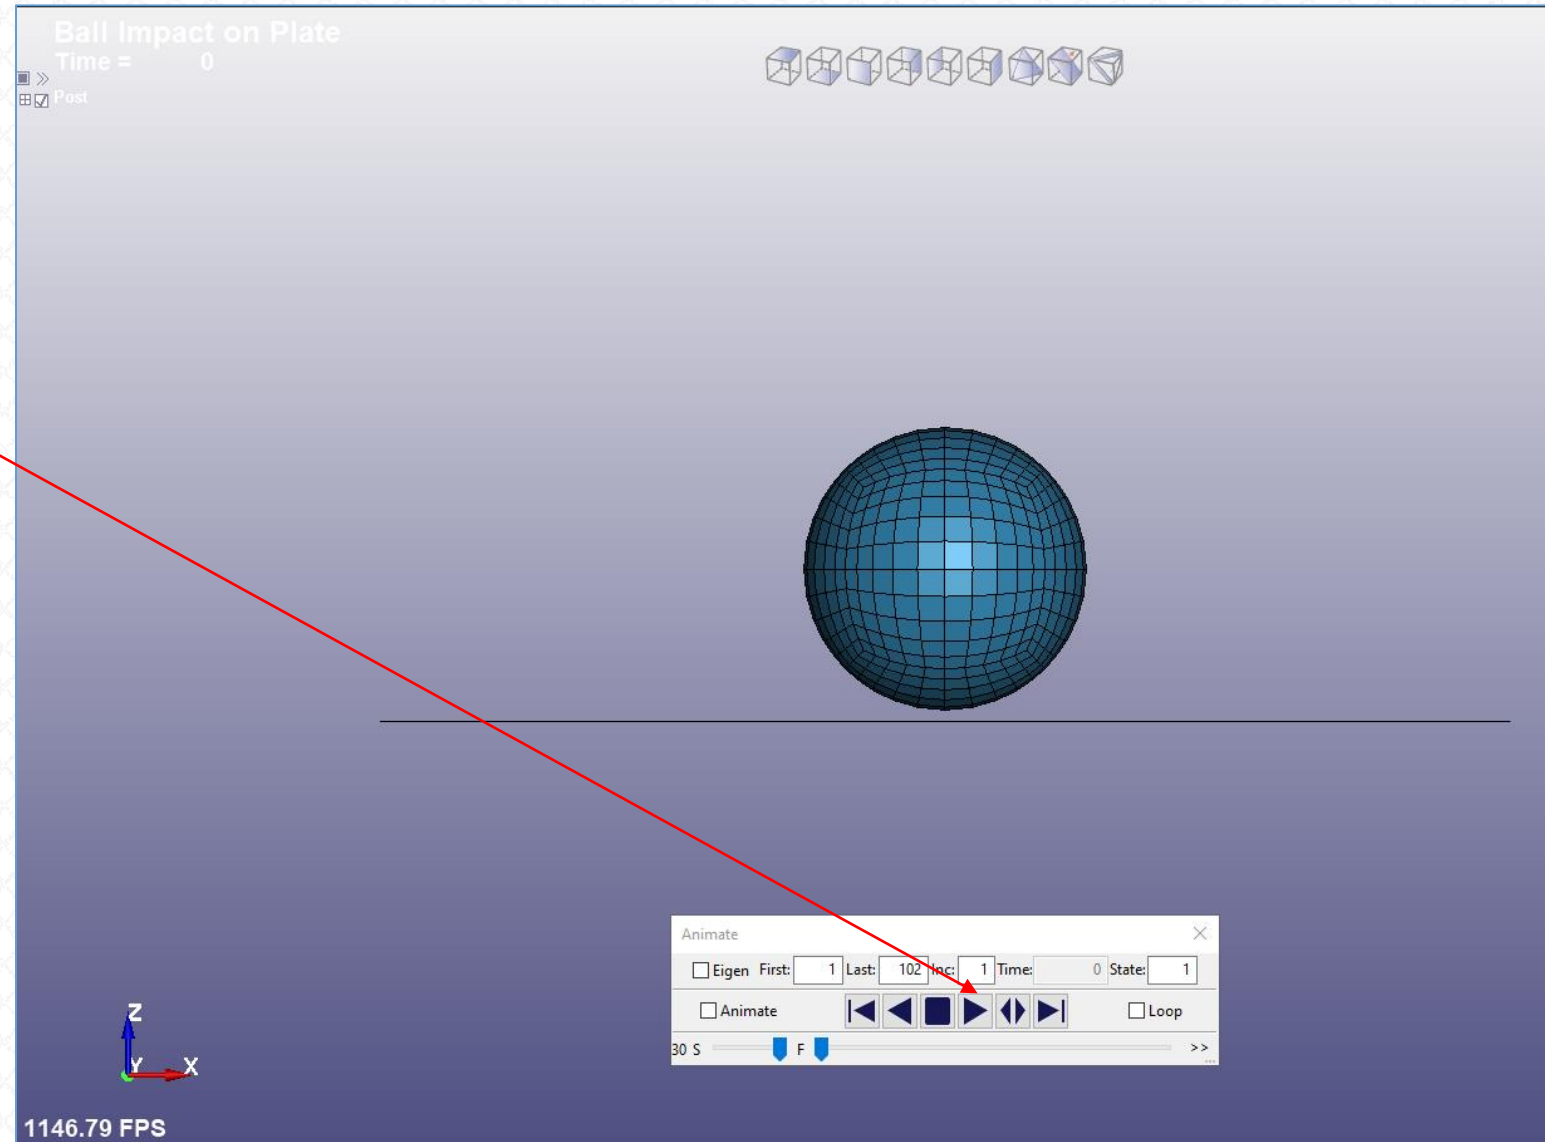 Ball Impact on Plate
Time = 0
Post
Animate
Eigen First: 1 Last: 102 Inc: 1 Time: 0 State: 1
Animate Loop
30 S F >>
Z
Y X
1146.79 FPS